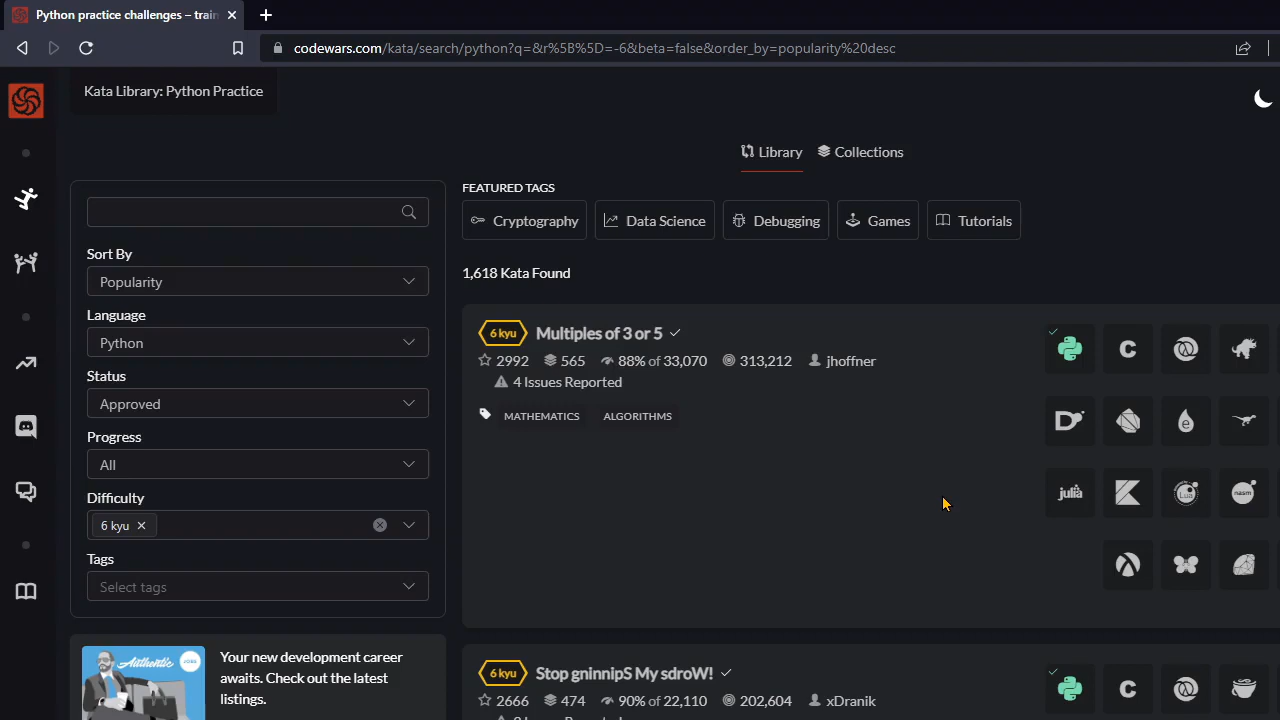 Python practice challenges – train
codewars.com/kata/search/python?q=&r%5B%5D=-6&beta=false&order_by=popularity%20desc
Kata Library: Python Practice
Library
Collections
Sort By
Popularity
Language
Python
Status
Approved
Progress
All
Difficulty
6 kyu
Tags
Select tags
Authentic
JOBS
Your new development career
awaits. Check out the latest
listings.
FEATURED TAGS
Cryptography
Data Science
Debugging
Games
Tutorials
1,618 Kata Found
6 kyu Multiples of 3 or 5
2992 565 88% of 33,070 313,212 jhoffner
4 Issues Reported
MATHEMATICS ALGORITHMS
C
julia
Lua
nasm
6 kyu Stop gninnipS My sdroW!
2666 474 90% of 22,110 202,604 xDranik
C